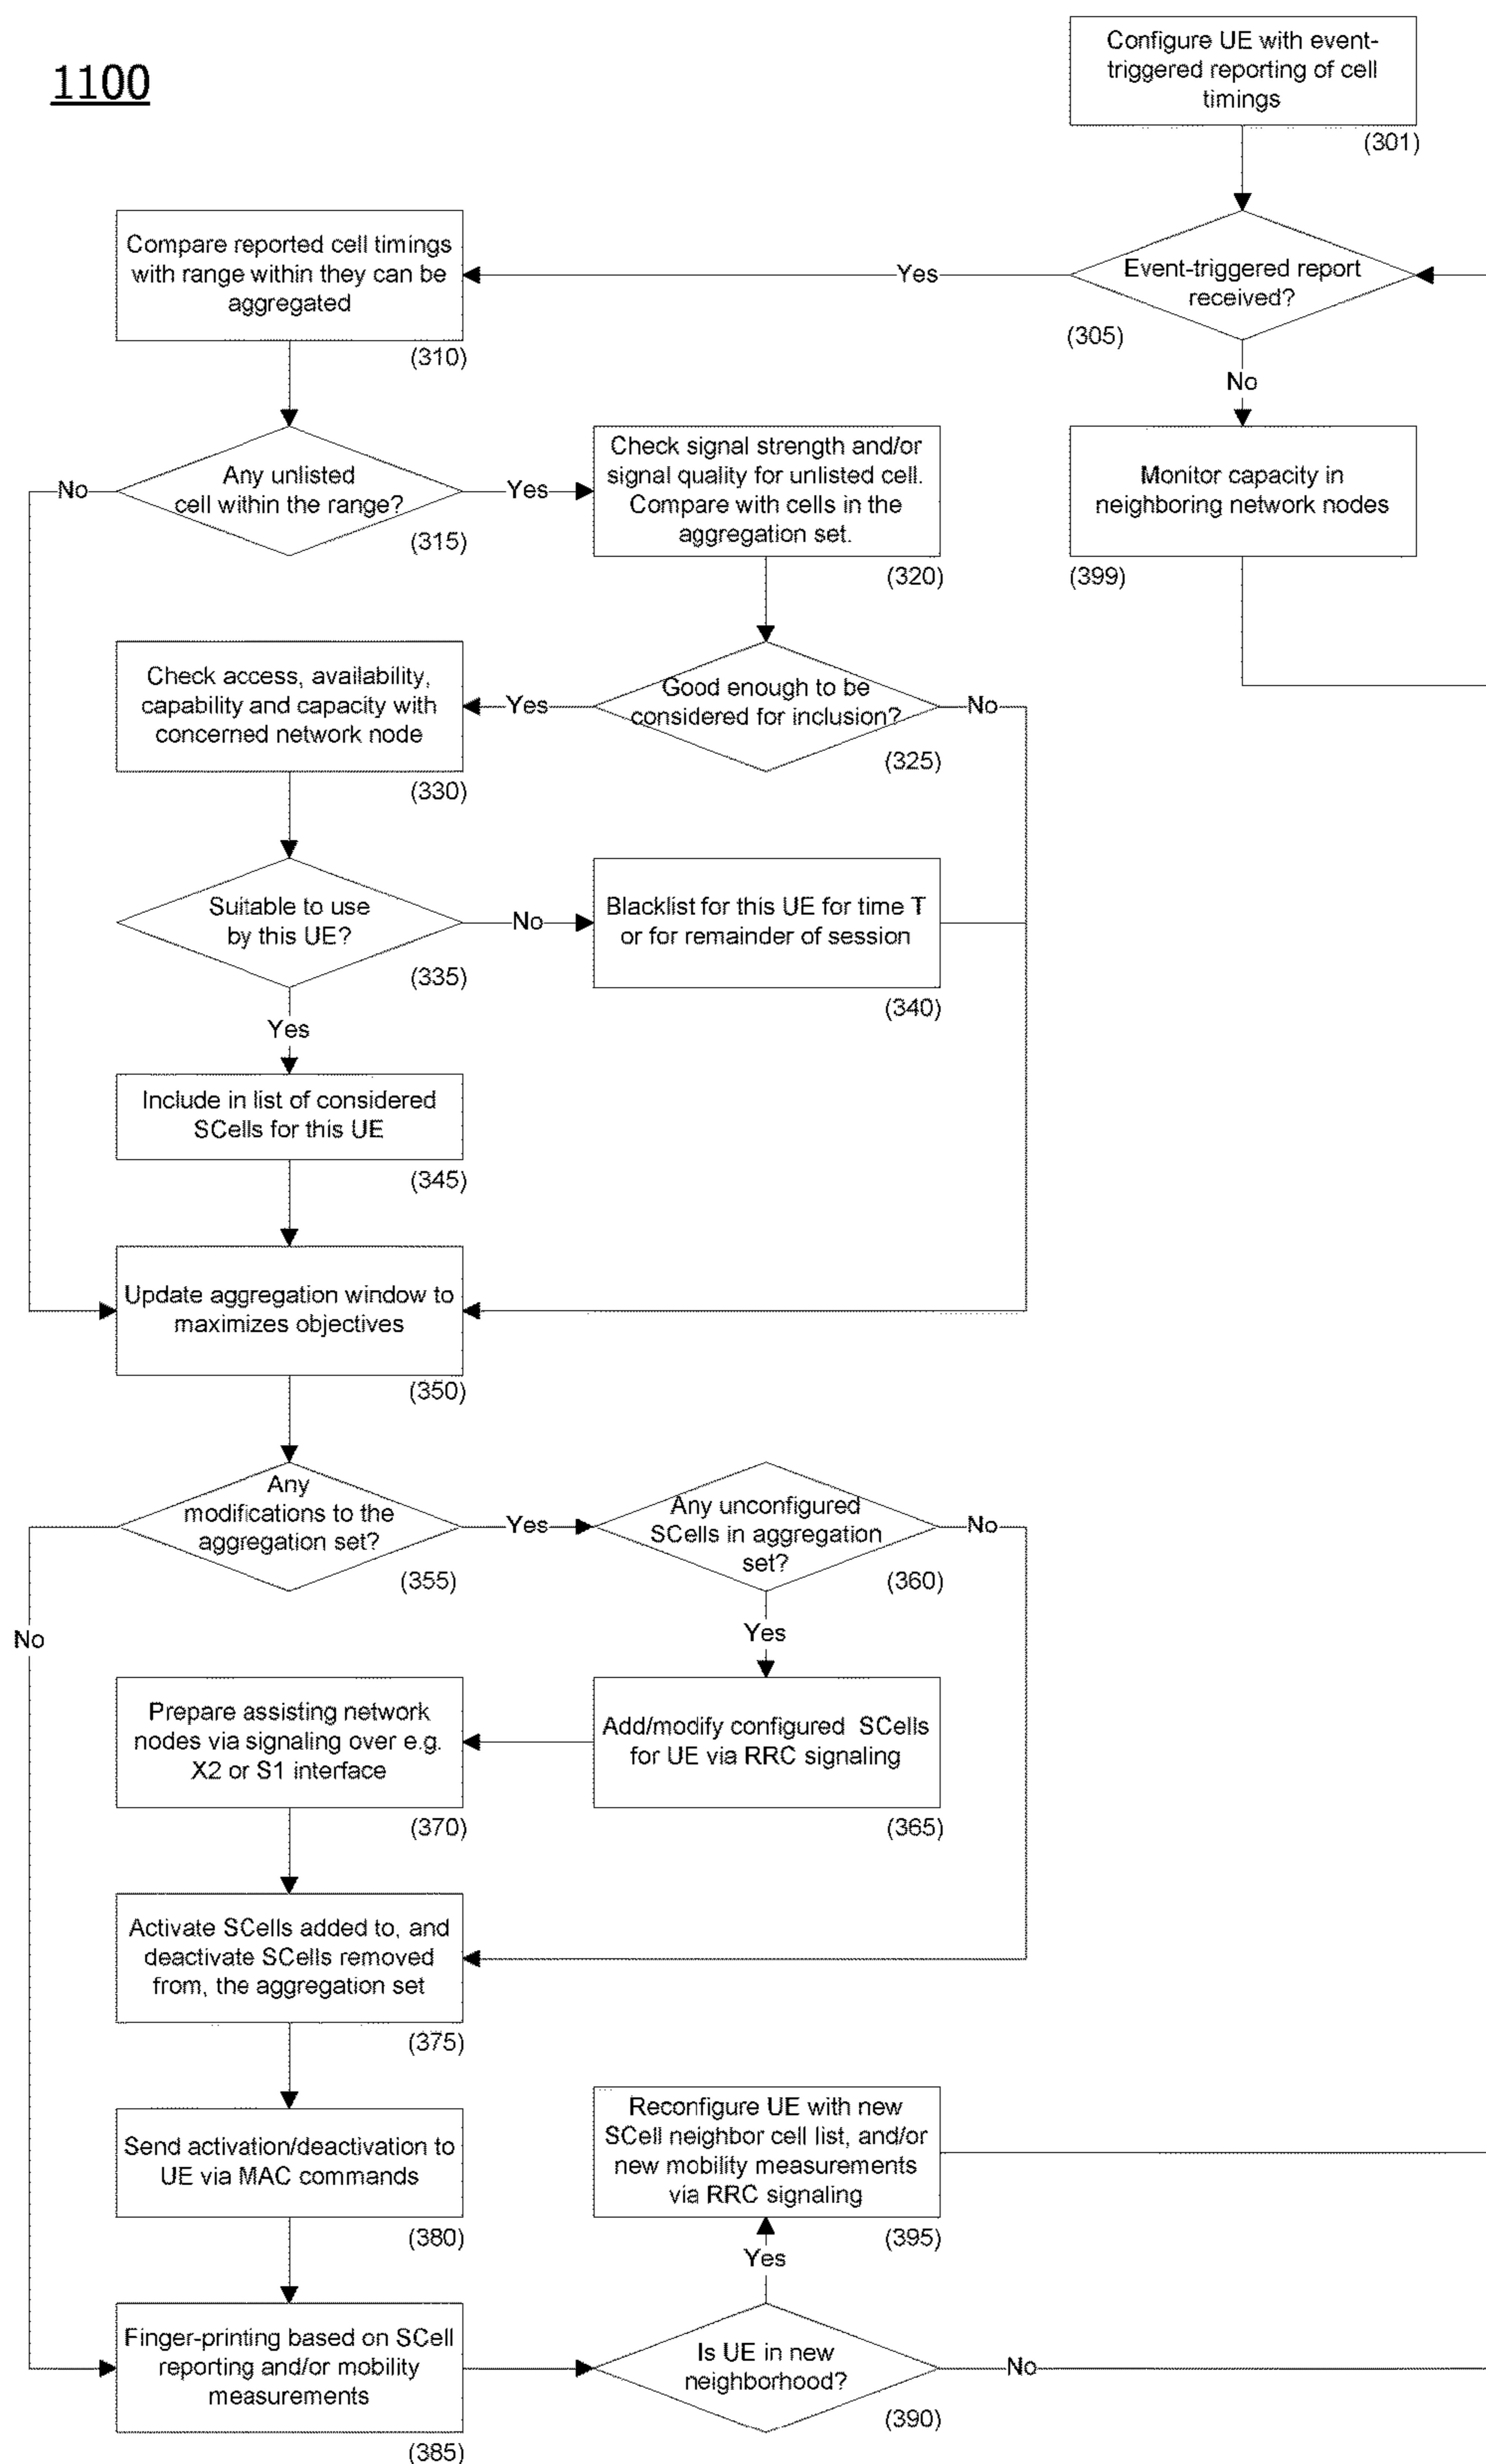 1100
Configure UE with event-
triggered reporting of cell
timings
(301)
Event-triggered report
received?
(305)
Yes
No
Monitor capacity in
neighboring network nodes
(399)
Compare reported cell timings
with range within they can be
aggregated
(310)
Any unlisted
cell within the range?
(315)
No
Yes
Check signal strength and/or
signal quality for unlisted cell.
Compare with cells in the
aggregation set.
(320)
Good enough to be
considered for inclusion?
(325)
Yes
No
Check access, availability,
capability and capacity with
concerned network node
(330)
Suitable to use
by this UE?
(335)
No
Blacklist for this UE for time T
or for remainder of session
(340)
Yes
Include in list of considered
SCells for this UE
(345)
Update aggregation window to
maximizes objectives
(350)
Any
modifications to the
aggregation set?
(355)
Yes
No
Any unconfigured
SCells in aggregation
set?
(360)
No
Yes
Add/modify configured SCells
for UE via RRC signaling
(365)
Prepare assisting network
nodes via signaling over e.g.
X2 or S1 interface
(370)
Activate SCells added to, and
deactivate SCells removed
from, the aggregation set
(375)
Send activation/deactivation to
UE via MAC commands
(380)
Finger-printing based on SCell
reporting and/or mobility
measurements
(385)
Is UE in new
neighborhood?
(390)
No
Yes
Reconfigure UE with new
SCell neighbor cell list, and/or
new mobility measurements
via RRC signaling
(395)